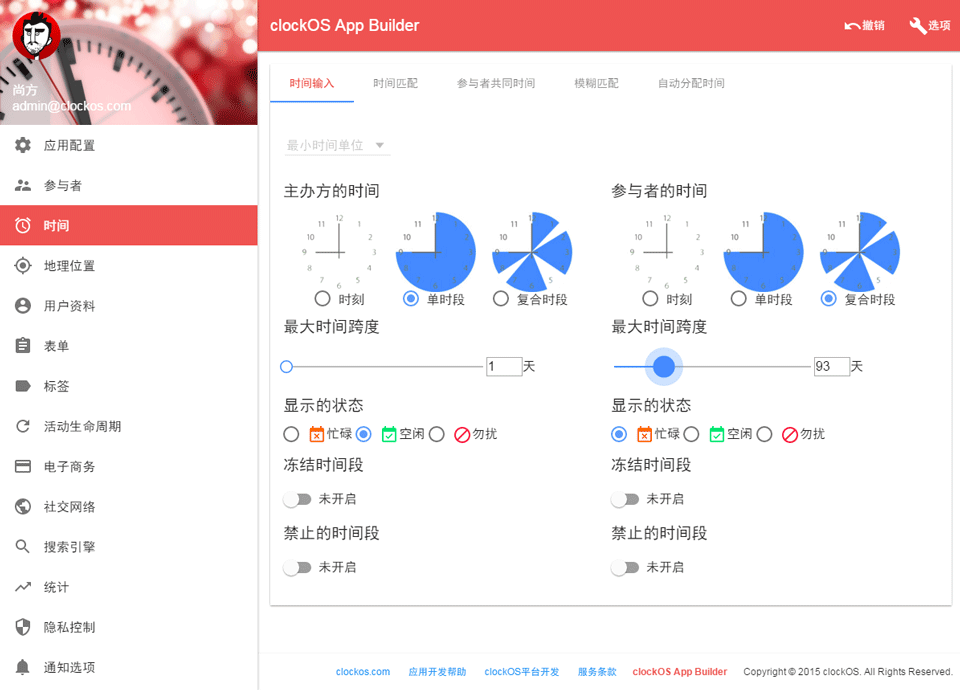 clockOS App Builder
撤销
选项
尚方
admin@clockos.com
应用配置
参与者
时间
地理位置
用户资料
表单
标签
活动生命周期
电子商务
社交网络
搜索引擎
统计
隐私控制
通知选项
时间输入 时间匹配 参与者共同时间 模糊匹配 自动分配时间
最小时间单位
主办方的时间
12 1 2 3 4 5 6 7 8 9 10 11
10 11
10 11
时刻 单时段 复合时段
最大时间跨度
1 天
显示的状态
忙碌 空闲 勿扰
冻结时间段
未开启
禁止的时间段
未开启
参与者的时间
12 1 2 3 4 5 6 7 8 9 10 11
10 11
10 11
时刻 单时段 复合时段
最大时间跨度
93 天
显示的状态
忙碌 空闲 勿扰
冻结时间段
未开启
禁止的时间段
未开启
clockos.com 应用开发帮助 clockOS平台开发 服务条款 clockOS App Builder Copyright © 2015 clockOS. All Rights Reserved.